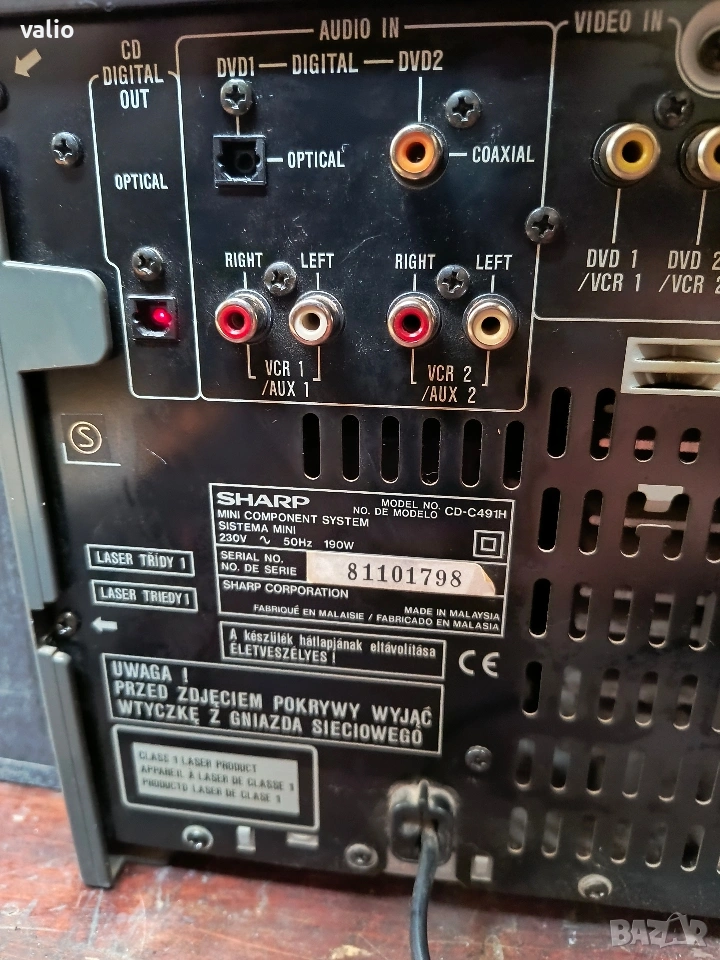 valio
CD
DIGITAL
OUT
OPTICAL
AUDIO IN
DVD1 — DIGITAL — DVD2
OPTICAL
COAXIAL
RIGHT LEFT
VCR 1
/AUX 1
RIGHT LEFT
VCR 2
/AUX 2
VIDEO IN
DVD 1
/VCR 1
DVD 2
/VCR 2
S
SHARP
MODEL NO.
NO. DE MODELO CD-C491H
MINI COMPONENT SYSTEM
SISTEMA MINI
230V ~ 50Hz 190W
SERIAL NO.
NO. DE SERIE
81101798
SHARP CORPORATION
MADE IN MALAYSIA
FABRIQUÉ EN MALAISIE / FABRICADO EN MALASIA
LASER TŘÍDY 1
LASER TRIEDY 1
A készülék hátlapjának eltávolítása
ÉLETVESZÉLYES !
CE
UWAGA !
PRZED ZDJĘCIEM POKRYWY WYJĄĆ
WTYCZKĘ Z GNIAZDA SIECIOWEGO
CLASS 1 LASER PRODUCT
APPAREIL À LASER DE CLASSE 1
PRODUCTO LASER DE CLASE 1
BAZAR